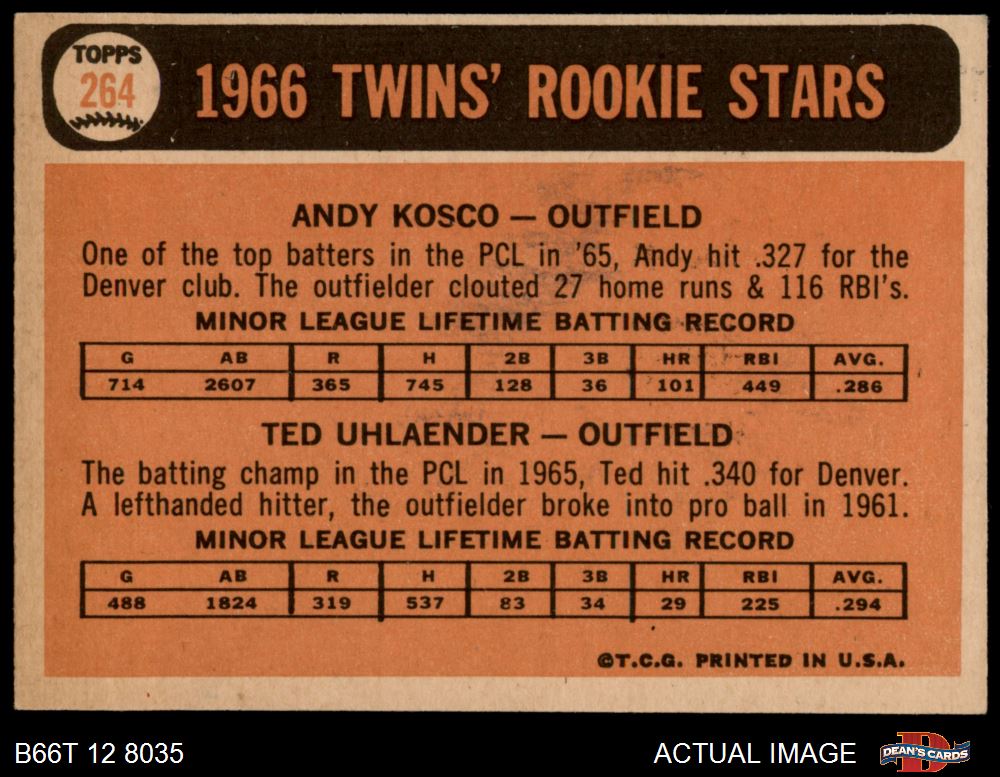 TOPPS
264
1966 TWINS' ROOKIE STARS
ANDY KOSCO — OUTFIELD
One of the top batters in the PCL in '65, Andy hit .327 for the
Denver club. The outfielder clouted 27 home runs & 116 RBI's.
MINOR LEAGUE LIFETIME BATTING RECORD
G AB R H 2B 3B HR RBI AVG.
714 2607 365 745 128 36 101 449 .286
TED UHLAENDER — OUTFIELD
The batting champ in the PCL in 1965, Ted hit .340 for Denver.
A lefthanded hitter, the outfielder broke into pro ball in 1961.
MINOR LEAGUE LIFETIME BATTING RECORD
G AB R H 2B 3B HR RBI AVG.
488 1824 319 537 83 34 29 225 .294
©T.C.G. PRINTED IN U.S.A.
B66T 12 8035 ACTUAL IMAGE DEAN'S CARDS